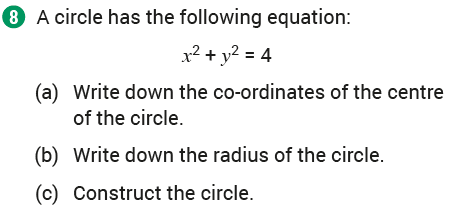 8 A circle has the following equation:
x² + y² = 4
(a) Write down the co-ordinates of the centre
of the circle.
(b) Write down the radius of the circle.
(c) Construct the circle.